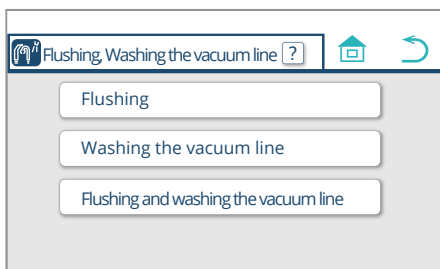 Flushing, Washing the vacuum line ?
Flushing
Washing the vacuum line
Flushing and washing the vacuum line